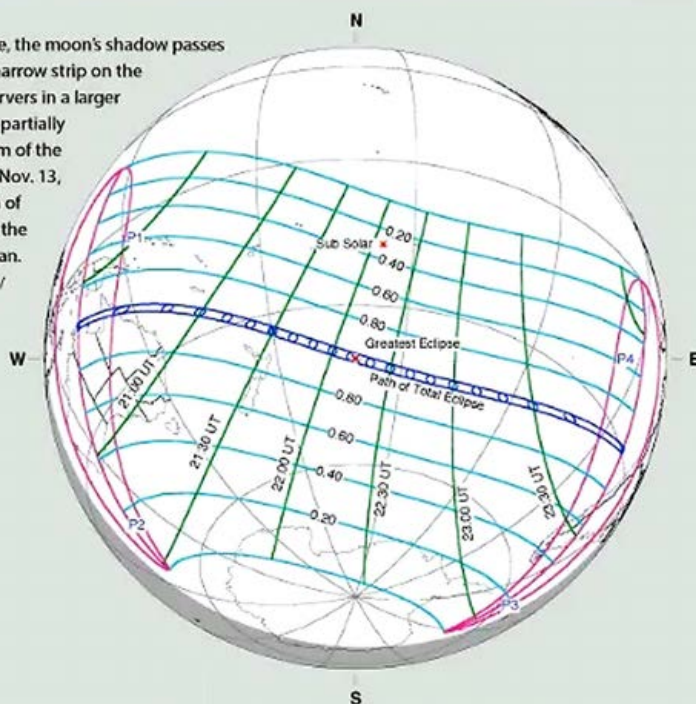 N
e, the moon's shadow passes
arrow strip on the
rvers in a larger
partially
m of the
Nov. 13,
of
the
an.
P1
Sub Solar
0.20
0.40
0.60
0.80
Greatest Eclipse
W
E
P4
Path of Total Eclipse
21:00 UT
0.80
0.60
0.40
0.20
21:30 UT
22:00 UT
22:30 UT
23:00 UT
23:30 UT
P2
P3
S